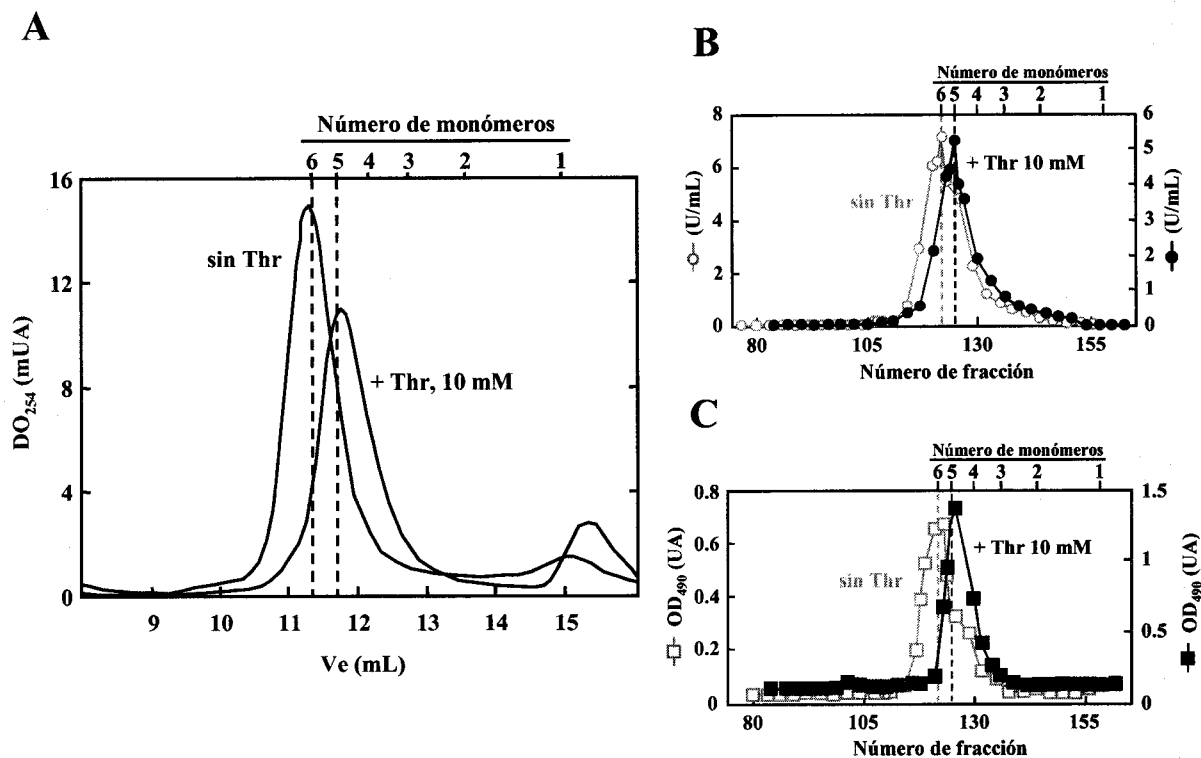 A
Número de monómeros
6 5 4 3 2 1
16
12
8
4
0
DO254 (mUA)
sin Thr
+ Thr, 10 mM
9 10 11 12 13 14 15
Ve (mL)
B
Número de monómeros
6 5 4 3 2 1
8
6
4
2
0
(U/mL)
sin Thr
+ Thr 10 mM
6
5
4
3
2
1
0
(U/mL)
80 105 130 155
Número de fracción
C
Número de monómeros
6 5 4 3 2 1
0.8
0.6
0.4
0.2
0
OD490 (UA)
sin Thr
+ Thr 10 mM
1.5
1
0.5
0
OD490 (UA)
80 105 130 155
Número de fracción